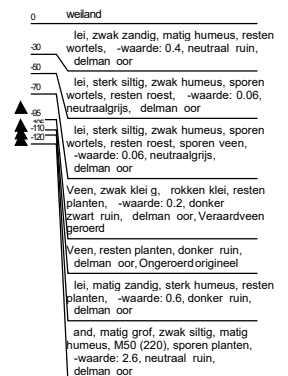 0 weiland
lei, zwak zandig, matig humeus, resten
-30
wortels, -waarde: 0.4, neutraal ruin,
delman oor
-50
lei, sterk siltig, zwak humeus, sporen
wortels, resten roest, -waarde: 0.06,
-70
neutraalgrijs, delman oor
-95
lei, sterk siltig, zwak humeus, sporen
-110
wortels, resten roest, sporen veen,
-120
-waarde: 0.06, neutraalgrijs,
delman oor
Veen, zwak klei g, rokken klei, resten
planten, -waarde: 0.2, donker
zwart ruin, delman oor, Veraardveen
geroerd
Veen, resten planten, donker ruin,
delman oor, Ongeroerd origineel
lei, matig zandig, sterk humeus, resten
planten, -waarde: 0.6, donker ruin,
delman oor
and, matig grof, zwak siltig, matig
humeus, M50 (220), sporen planten,
-waarde: 2.6, neutraal ruin,
delman oor